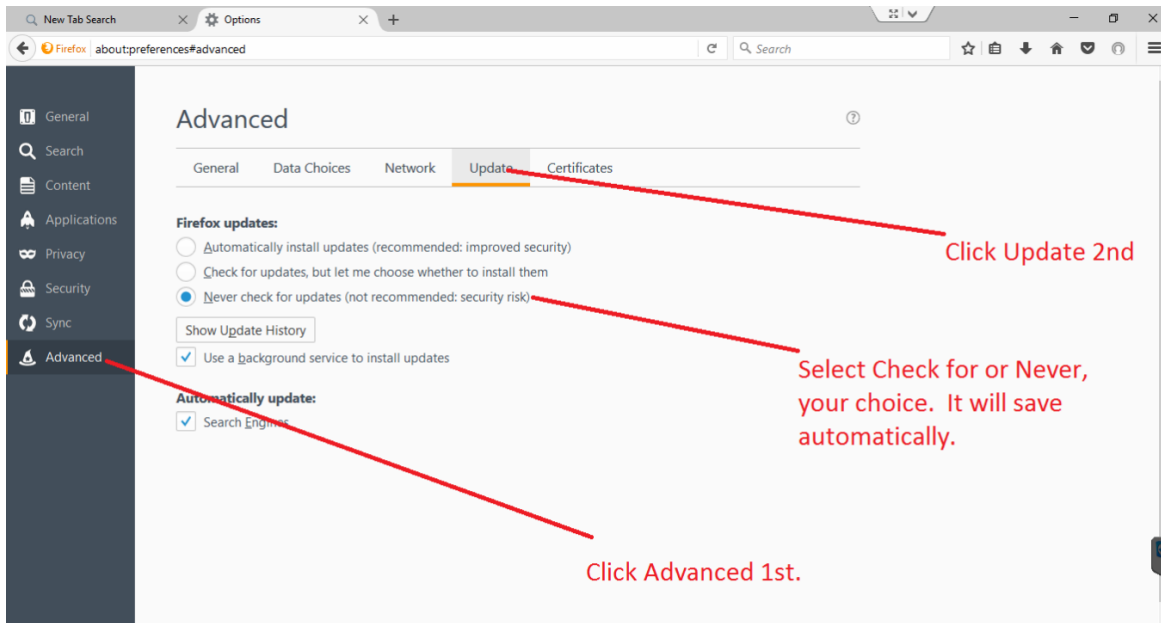 New Tab Search
Options
Firefox about:preferences#advanced
Search
General
Search
Content
Applications
Privacy
Security
Sync
Advanced
Advanced
General Data Choices Network Update Certificates
Firefox updates:
Automatically install updates (recommended: improved security)
Check for updates, but let me choose whether to install them
Never check for updates (not recommended: security risk)
Show Update History
Use a background service to install updates
Automatically update:
Search Engines
Click Update 2nd
Select Check for or Never,
your choice. It will save
automatically.
Click Advanced 1st.